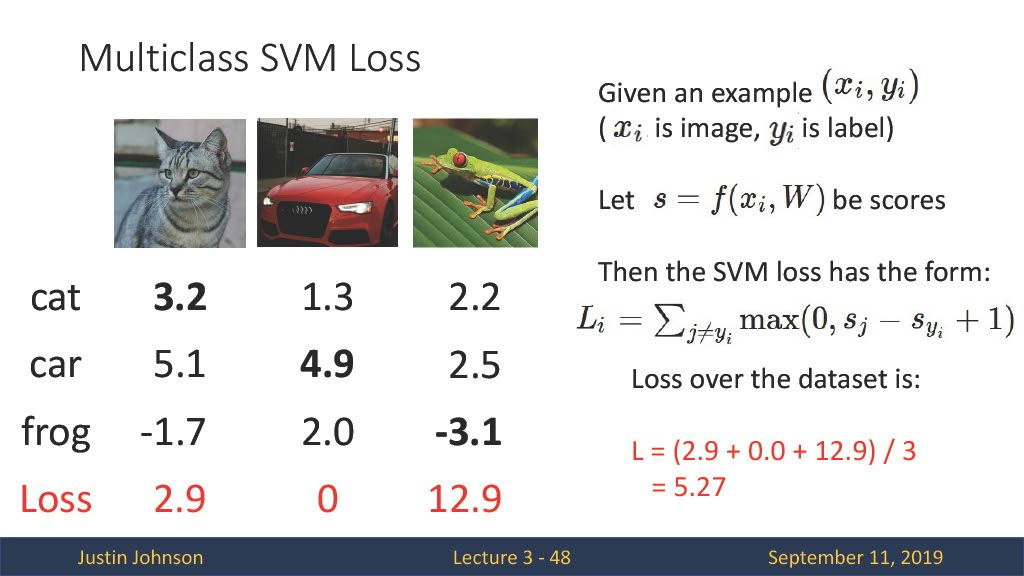 Multiclass SVM Loss
Given an example (x_i, y_i)
( x_i is image, y_i is label)
Let s = f(x_i, W) be scores
Then the SVM loss has the form:
L_i = ∑_{j≠y_i} max(0, s_j − s_{y_i} + 1)
Loss over the dataset is:
L = (2.9 + 0.0 + 12.9) / 3
= 5.27
cat 3.2 1.3 2.2
car 5.1 4.9 2.5
frog -1.7 2.0 -3.1
Loss 2.9 0 12.9
Justin Johnson Lecture 3 - 48 September 11, 2019